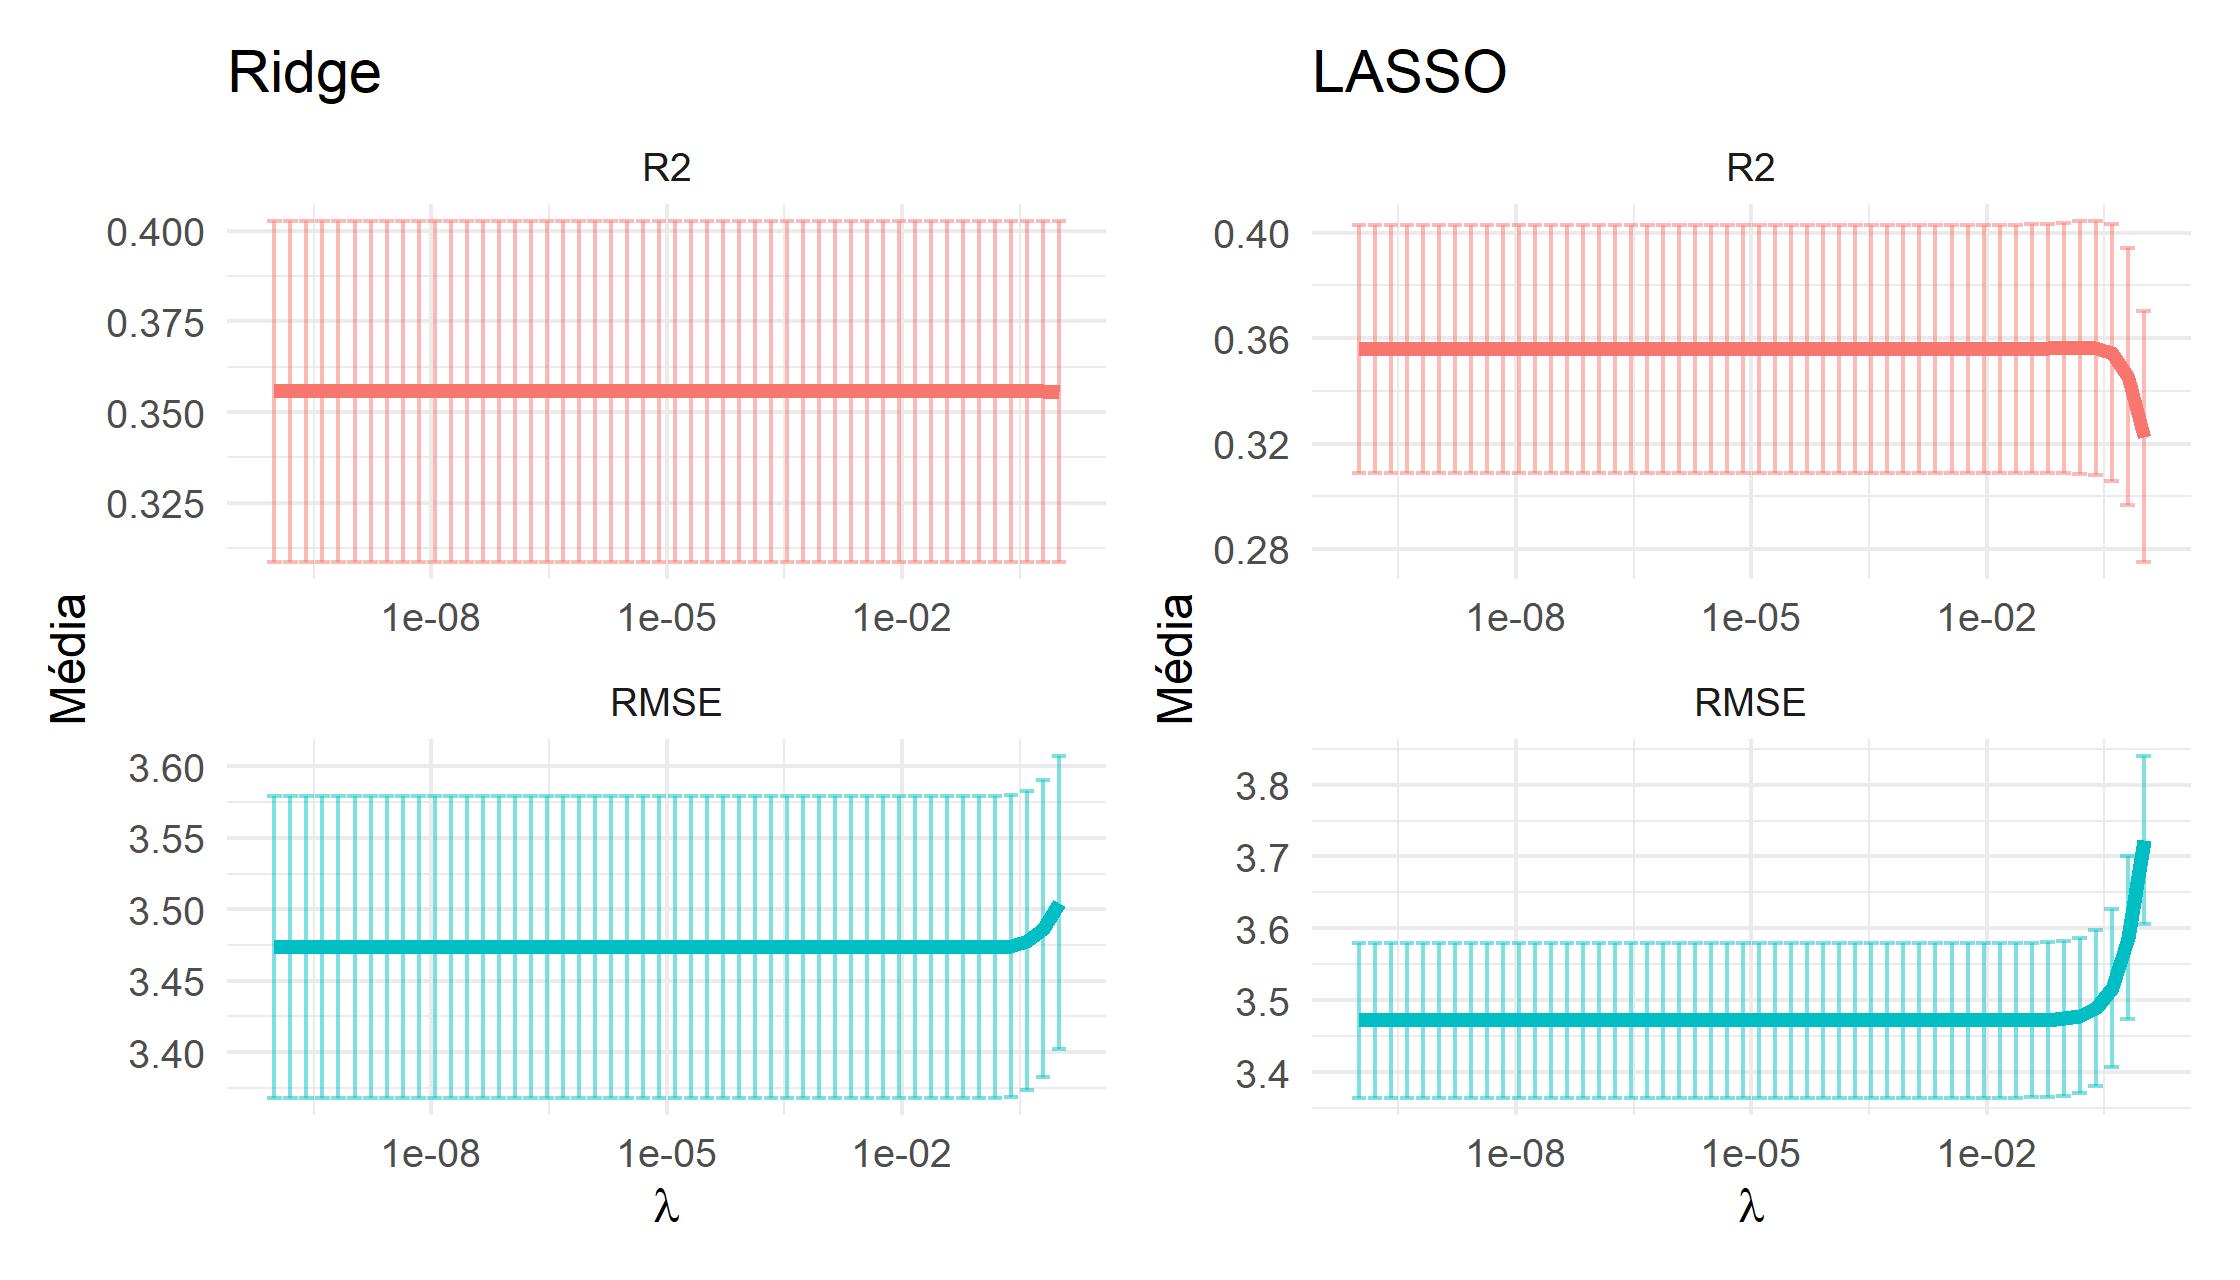 Ridge
R2
0.400
0.375
0.350
0.325
1e-08 1e-05 1e-02
RMSE
3.60
3.55
3.50
3.45
3.40
1e-08 1e-05 1e-02
λ
Média
LASSO
R2
0.40
0.36
0.32
0.28
1e-08 1e-05 1e-02
RMSE
3.8
3.7
3.6
3.5
3.4
1e-08 1e-05 1e-02
λ
Média